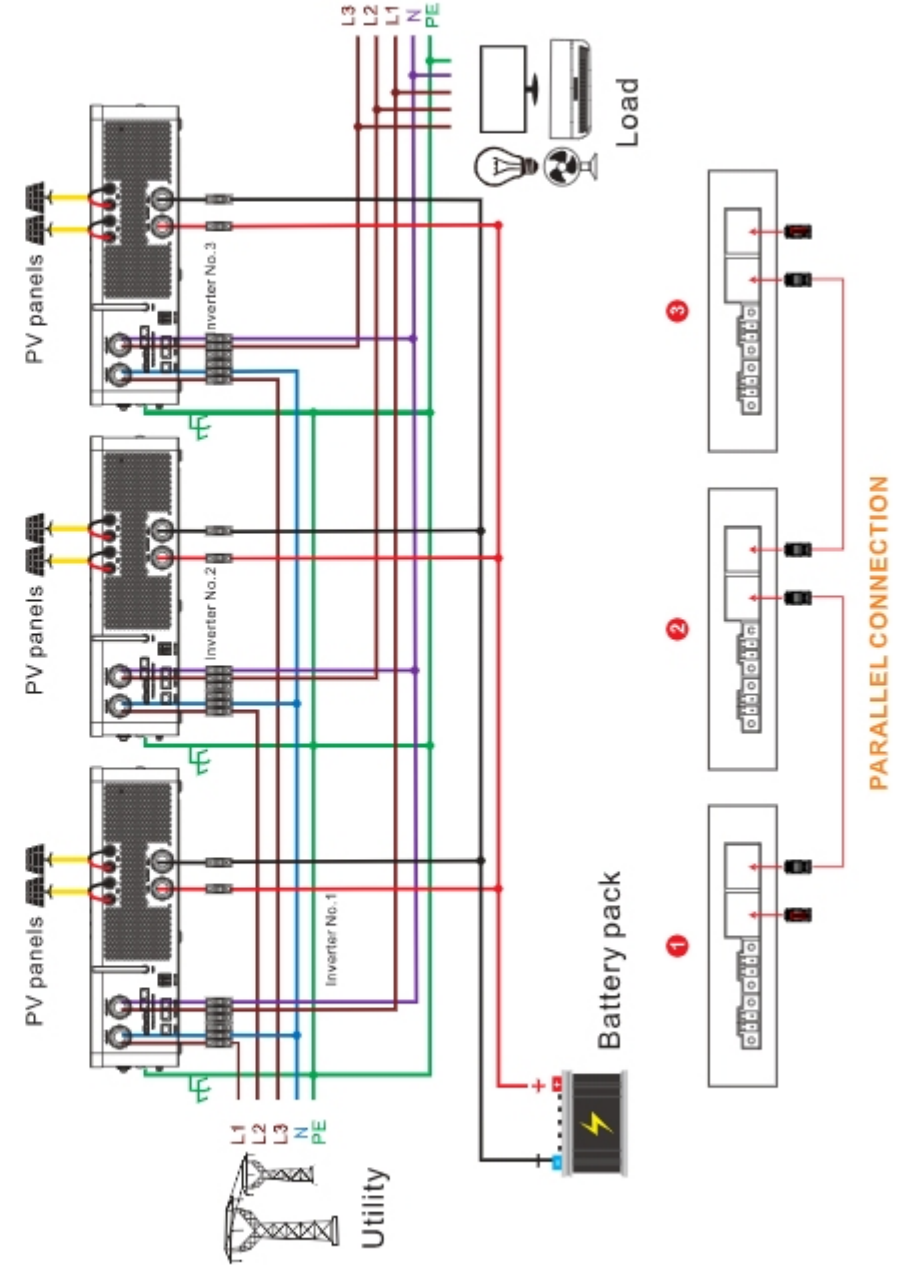 PV panels
PV panels
PV panels
Inverter No.1
Inverter No.2
nverter No.3
L3
L2
L1
N
PE
L1
L2
L3
N
PE
Utility
+
Battery pack
Load
1
2
3
PARALLEL CONNECTION